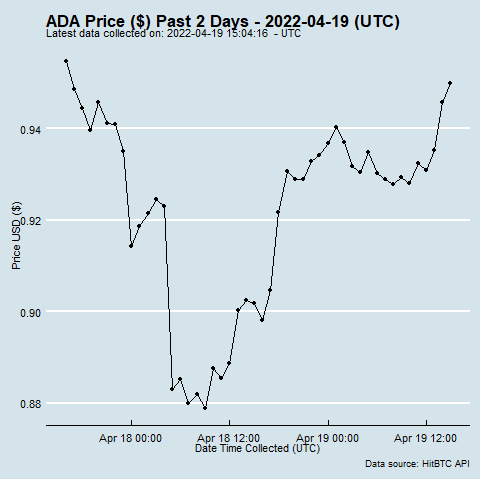 ADA Price ($) Past 2 Days - 2022-04-19 (UTC)
Latest data collected on: 2022-04-19 15:04:16 - UTC
0.94
0.92
0.90
0.88
Price USD ($)
Apr 18 00:00 Apr 18 12:00 Apr 19 00:00 Apr 19 12:00
Date Time Collected (UTC)
Data source: HitBTC API